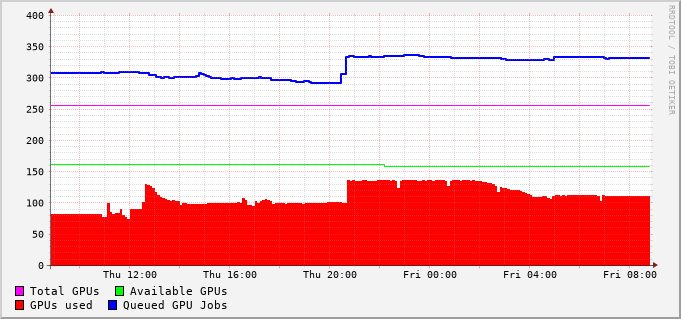 RRDTOOL / TOBI OETIKER
400
350
300
250
200
150
100
50
0
Thu 12:00 Thu 16:00 Thu 20:00 Fri 00:00 Fri 04:00 Fri 08:00
Total GPUs Available GPUs
GPUs used Queued GPU Jobs